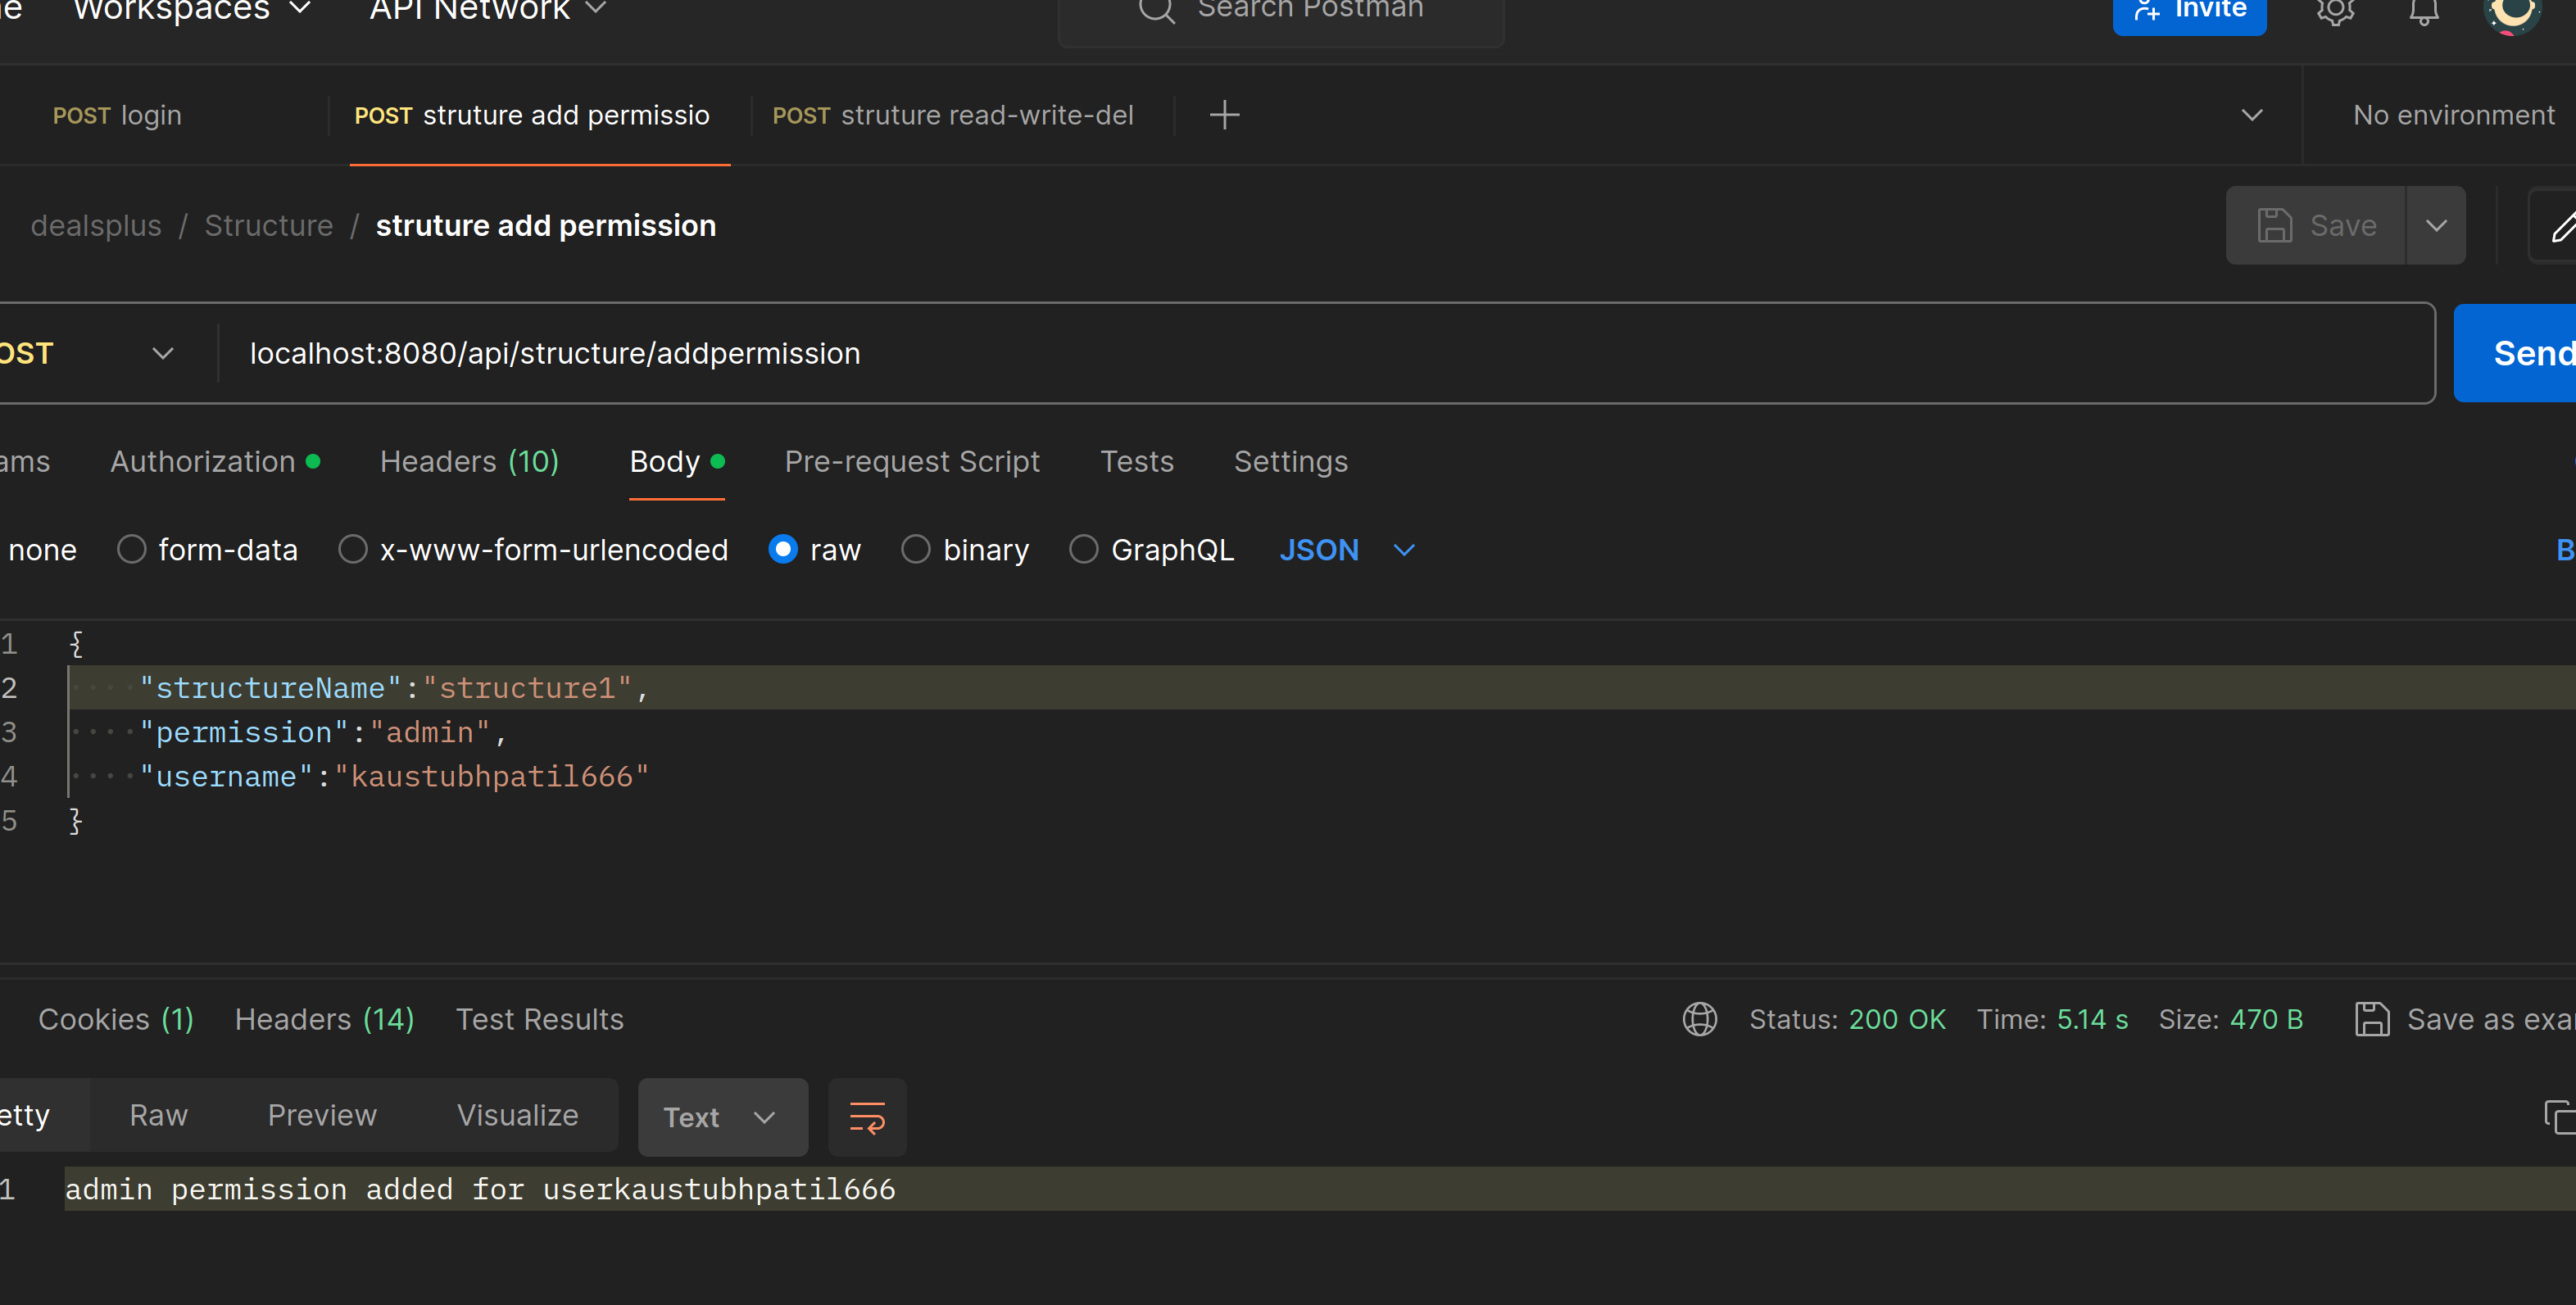 Workspaces API Network Search Postman Invite
POST login POST struture add permissio POST struture read-write-del No environment
dealsplus / Structure / struture add permission Save
localhost:8080/api/structure/addpermission Send
Authorization Headers (10) Body Pre-request Script Tests Settings
none form-data x-www-form-urlencoded raw binary GraphQL JSON
1 {
2 "structureName":"structure1",
3 "permission":"admin",
4 "username":"kaustubhpatil666"
5 }
Cookies (1) Headers (14) Test Results Status: 200 OK Time: 5.14 s Size: 470 B Save as exa
Raw Preview Visualize Text
1 admin permission added for userkaustubhpatil666